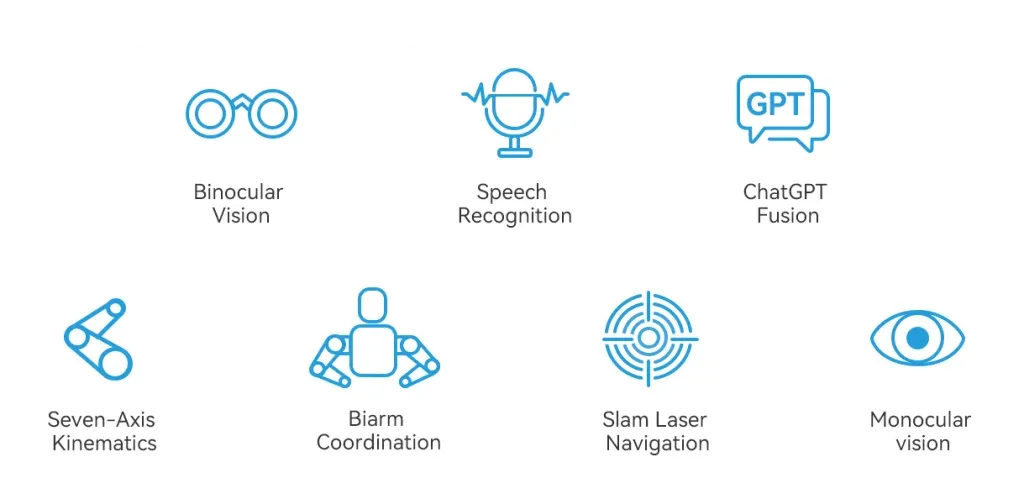 GPT
Binocular
Vision
Speech
Recognition
ChatGPT
Fusion
Seven-Axis
Kinematics
Biarm
Coordination
Slam Laser
Navigation
Monocular
vision